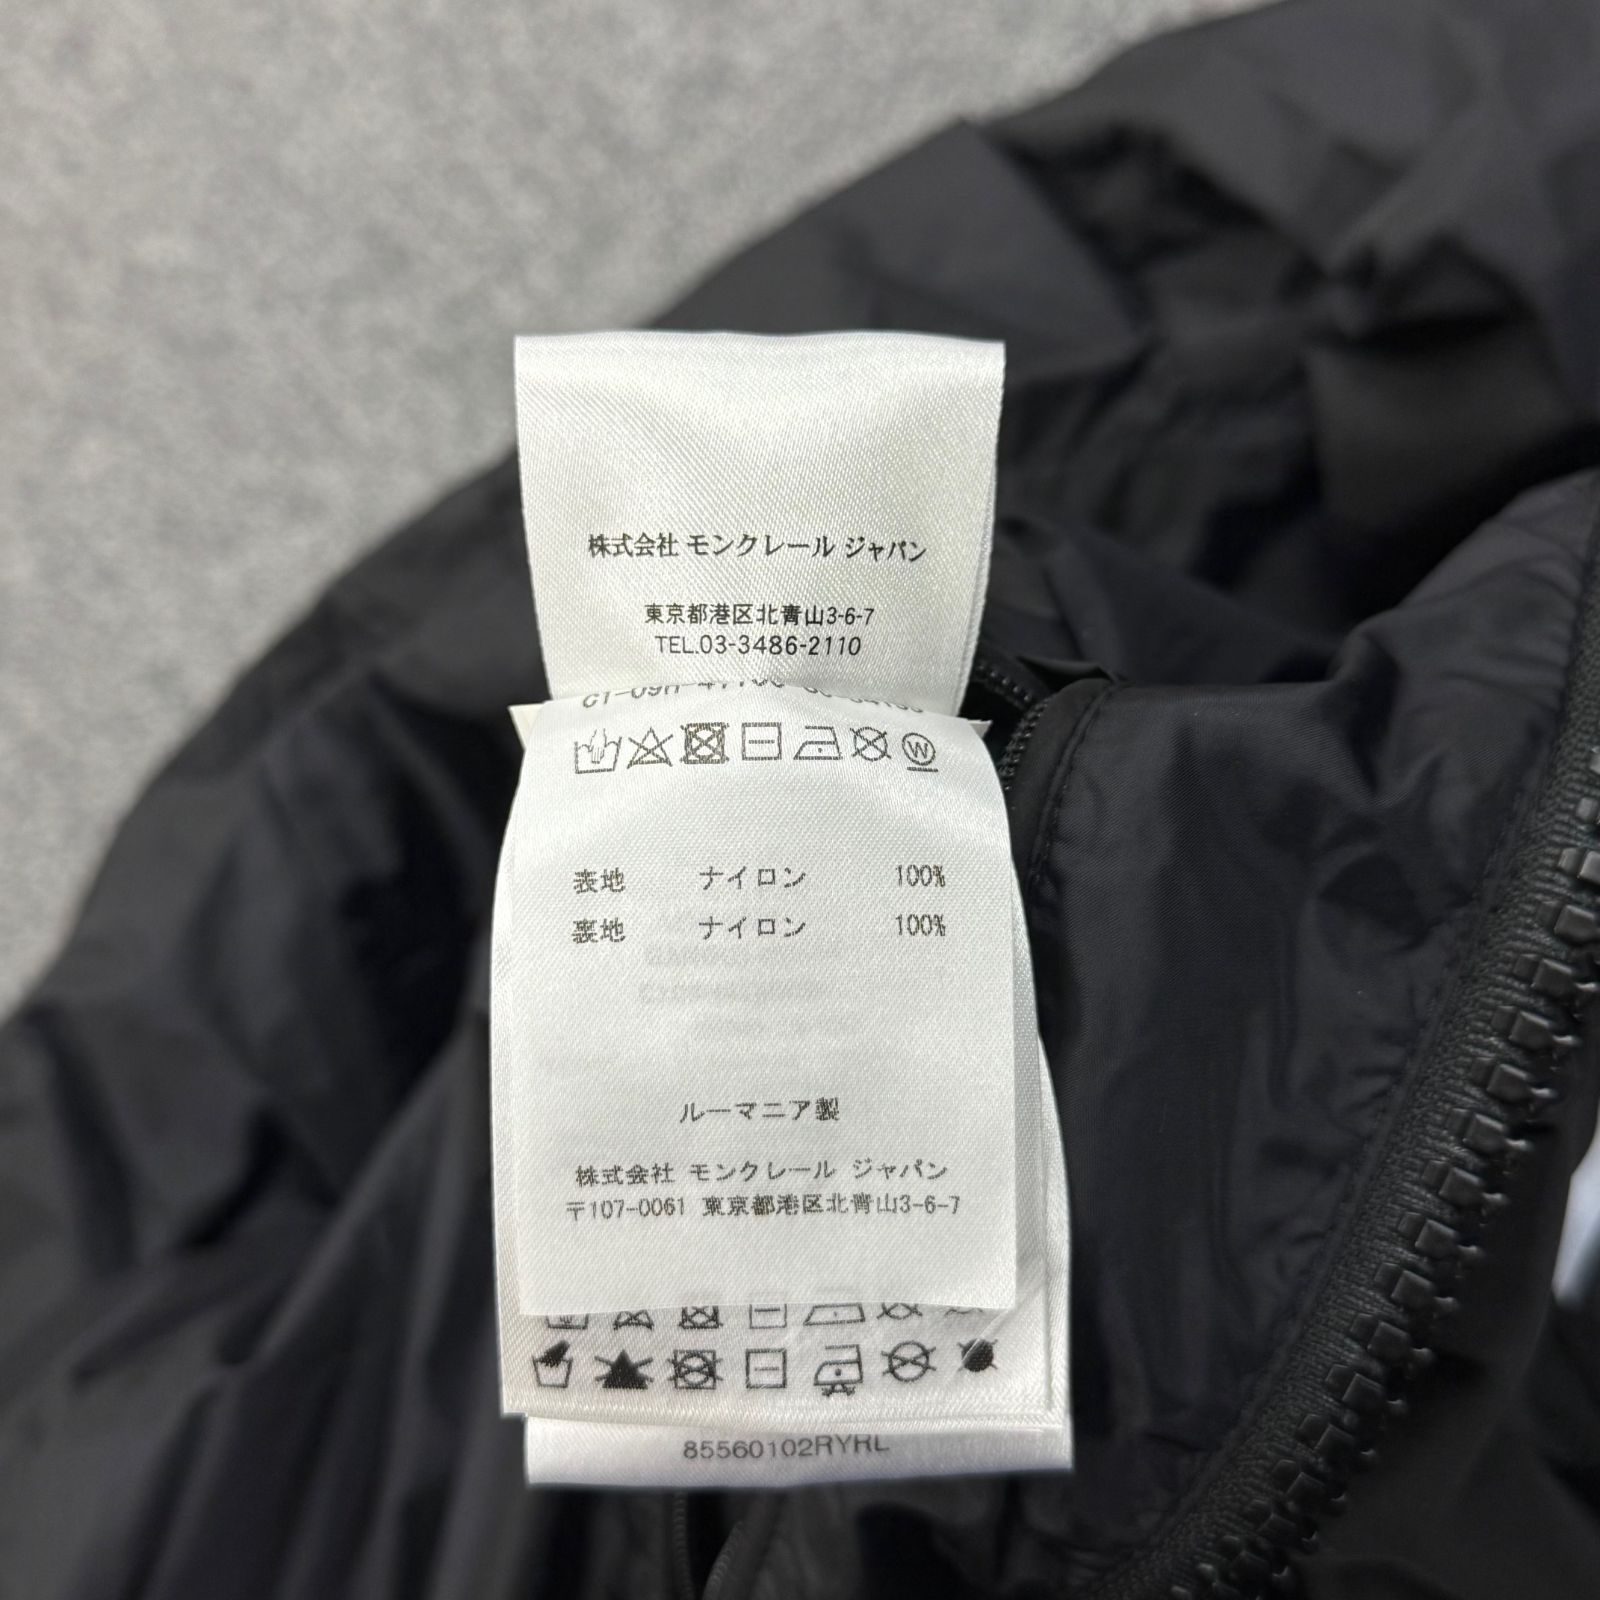 株式会社 モンクレール ジャパン
東京都港区北青山3-6-7
TEL.03-3486-2110
表地 ナイロン 100%
裏地 ナイロン 100%
ルーマニア製
株式会社 モンクレール ジャパン
〒107-0061 東京都港区北青山3-6-7
85560102RYRL